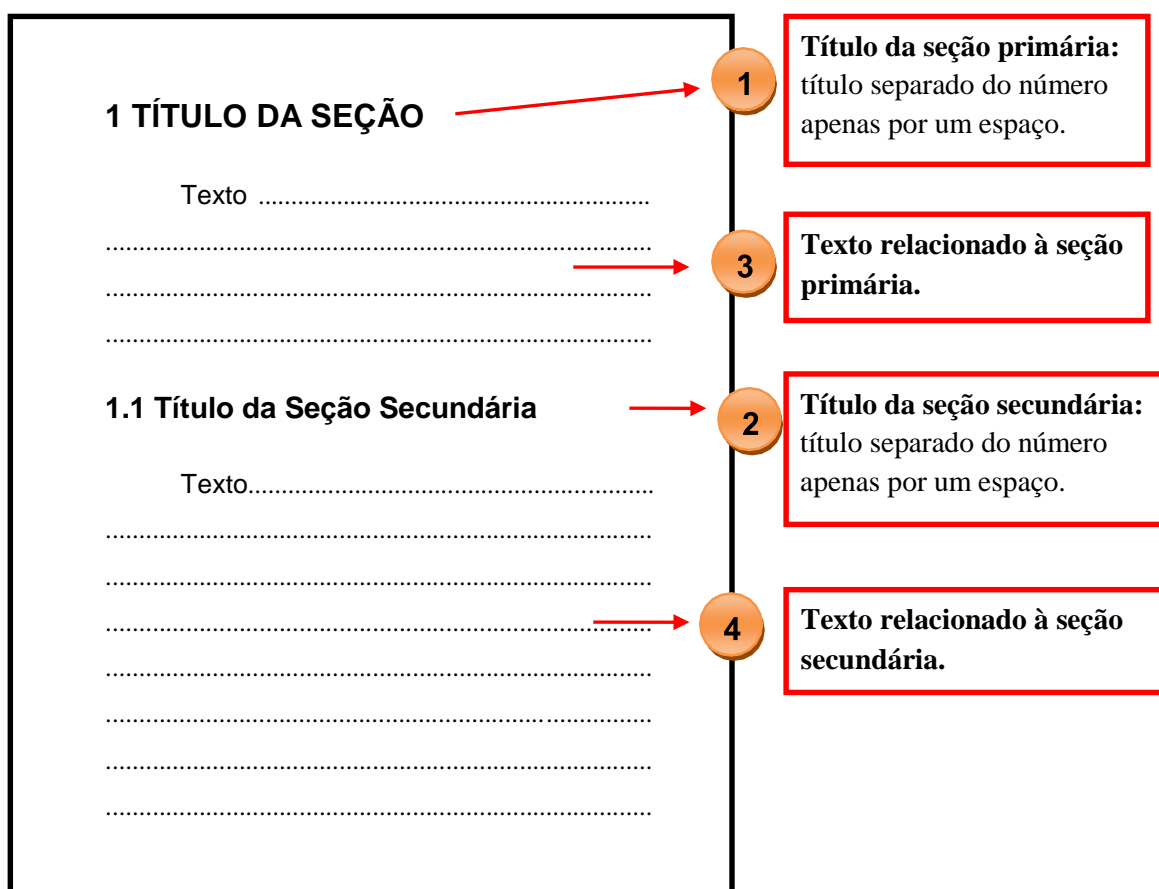 1 TÍTULO DA SEÇÃO
Texto ............................................................
....................................................................................
....................................................................................
....................................................................................
1.1 Título da Seção Secundária
Texto..............................................................
....................................................................................
....................................................................................
....................................................................................
....................................................................................
....................................................................................
....................................................................................
....................................................................................
1
Título da seção primária:
título separado do número
apenas por um espaço.
3
Texto relacionado à seção
primária.
2
Título da seção secundária:
título separado do número
apenas por um espaço.
4
Texto relacionado à seção
secundária.